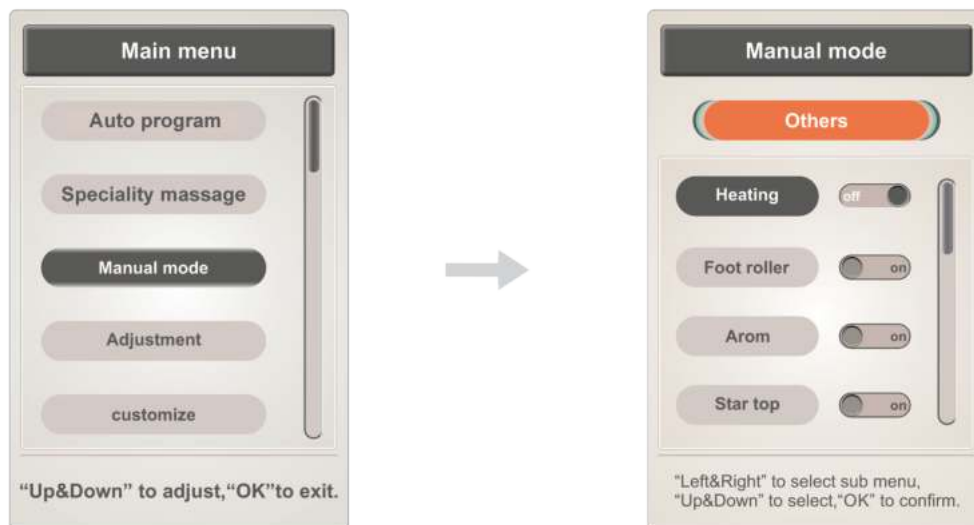 Main menu
Auto program
Speciality massage
Manual mode
Adjustment
customize
“Up&Down” to adjust,“OK”to exit.
Manual mode
Others
Heating off
Foot roller on
Arom on
Star top on
“Left&Right” to select sub menu,
“Up&Down” to select,“OK” to confirm.